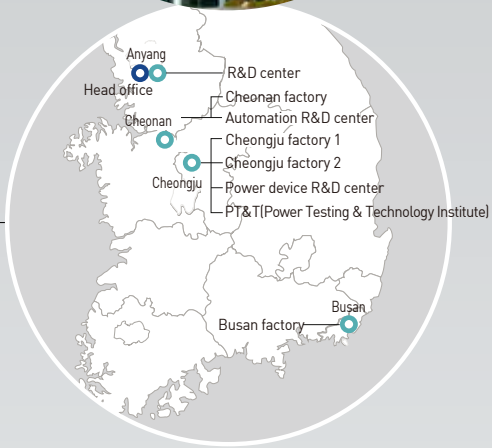 Anyang
R&D center
Head office
Cheonan factory
Automation R&D center
Cheonan
Cheongju factory 1
Cheongju factory 2
Cheongju
Power device R&D center
PT&T(Power Testing & Technology Institute)
Busan
Busan factory